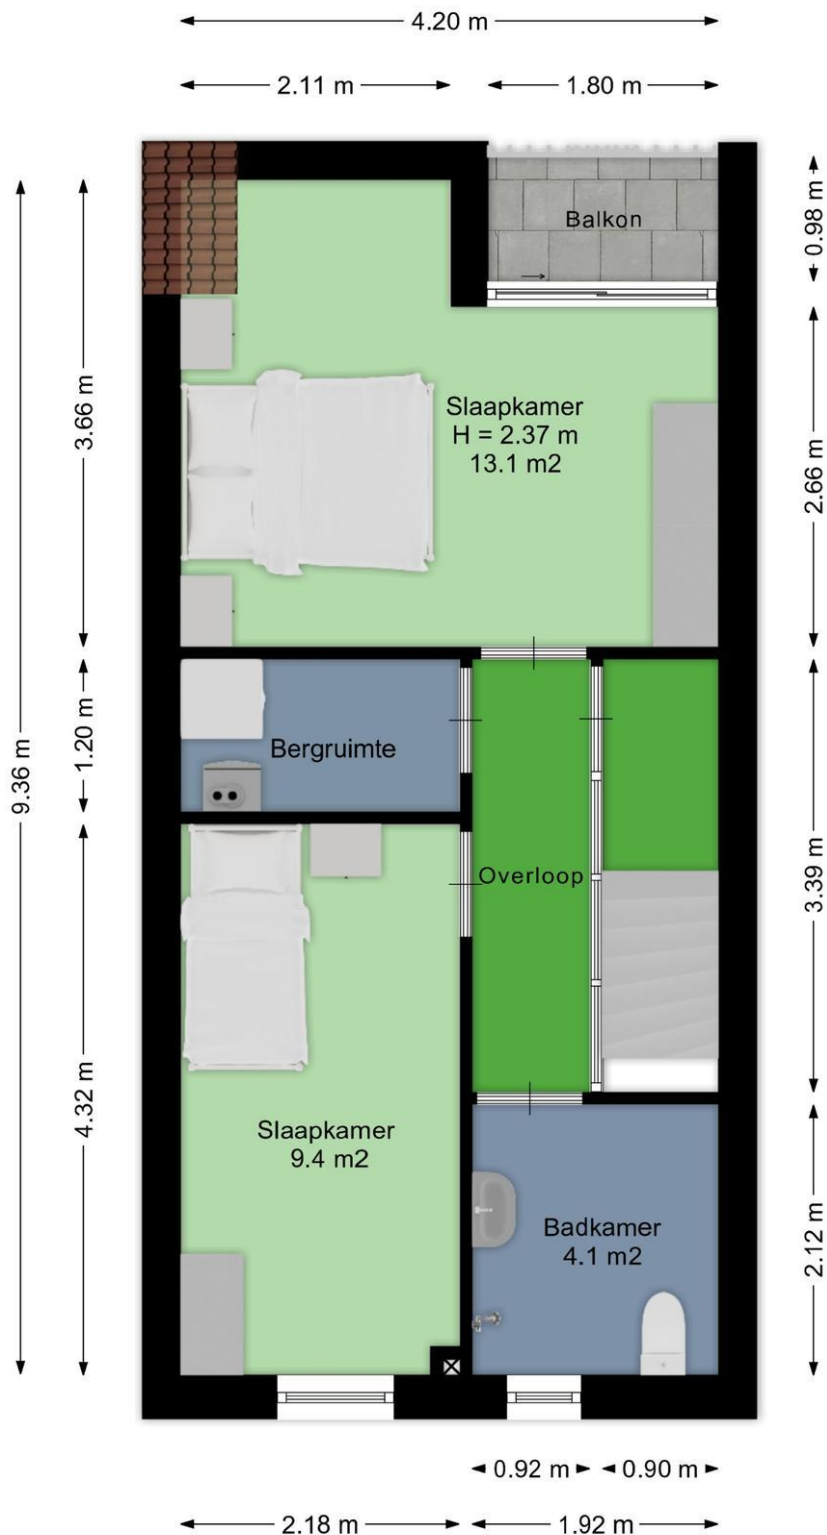 4.20 m
2.11 m
1.80 m
Balkon
0.98 m
Slaapkamer
H = 2.37 m
13.1 m2
3.66 m
2.66 m
9.36 m
1.20 m
Bergruimte
Overloop
3.39 m
4.32 m
Slaapkamer
9.4 m2
Badkamer
4.1 m2
2.12 m
0.92 m
0.90 m
2.18 m
1.92 m